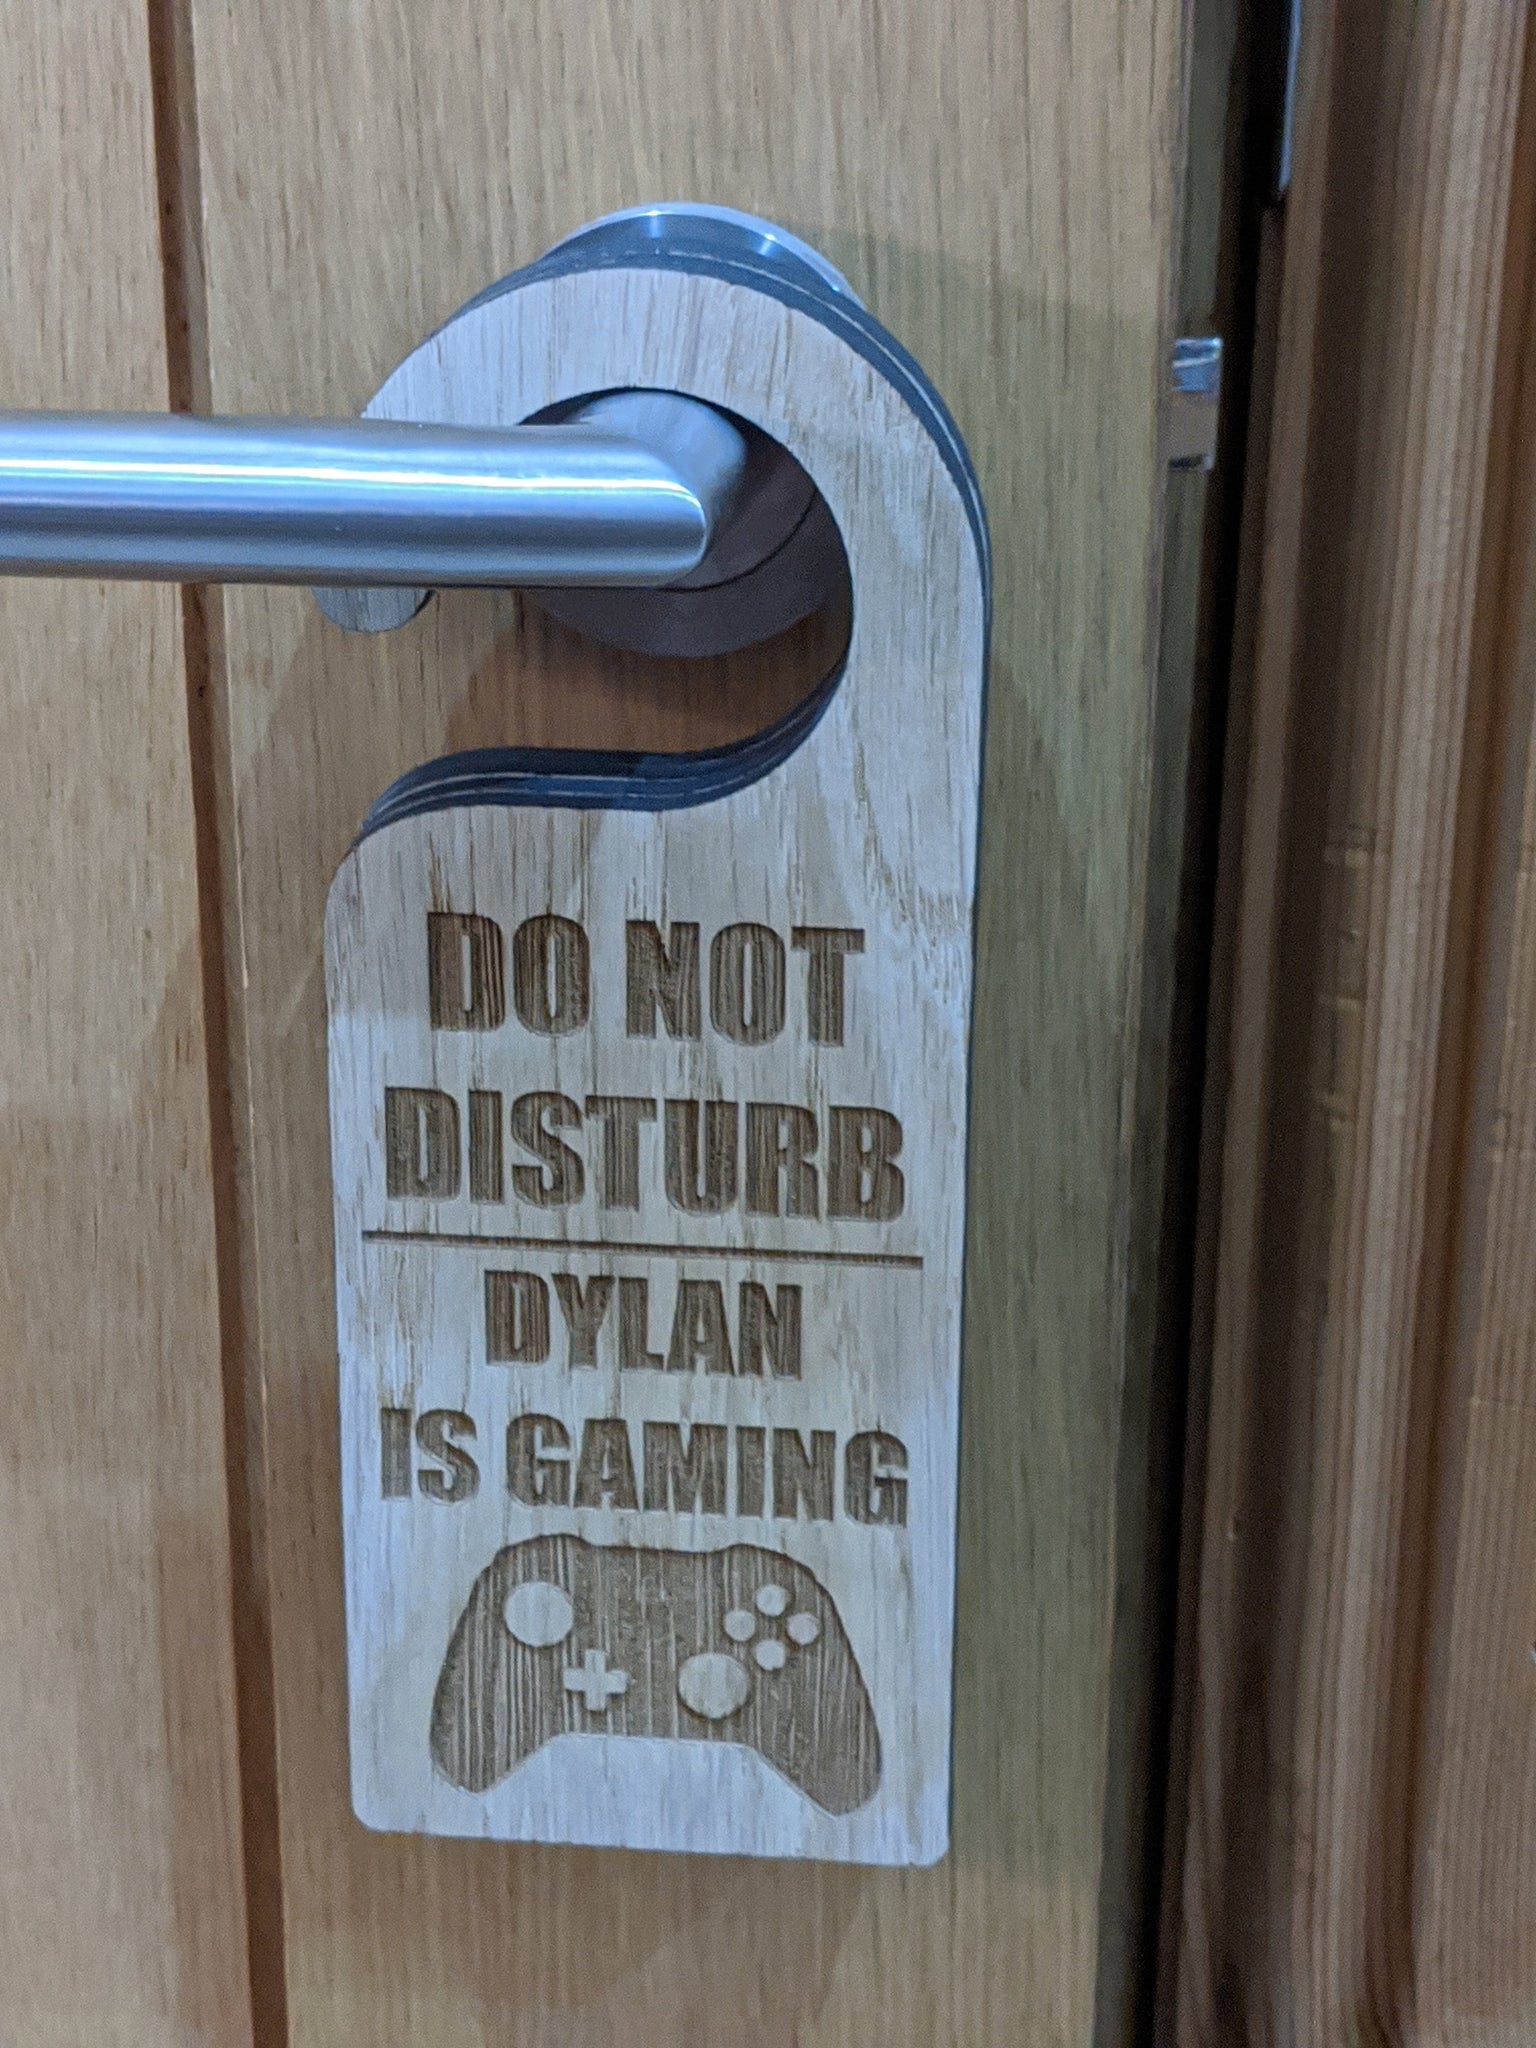 DO NOT
DISTURB
DYLAN
IS GAMING